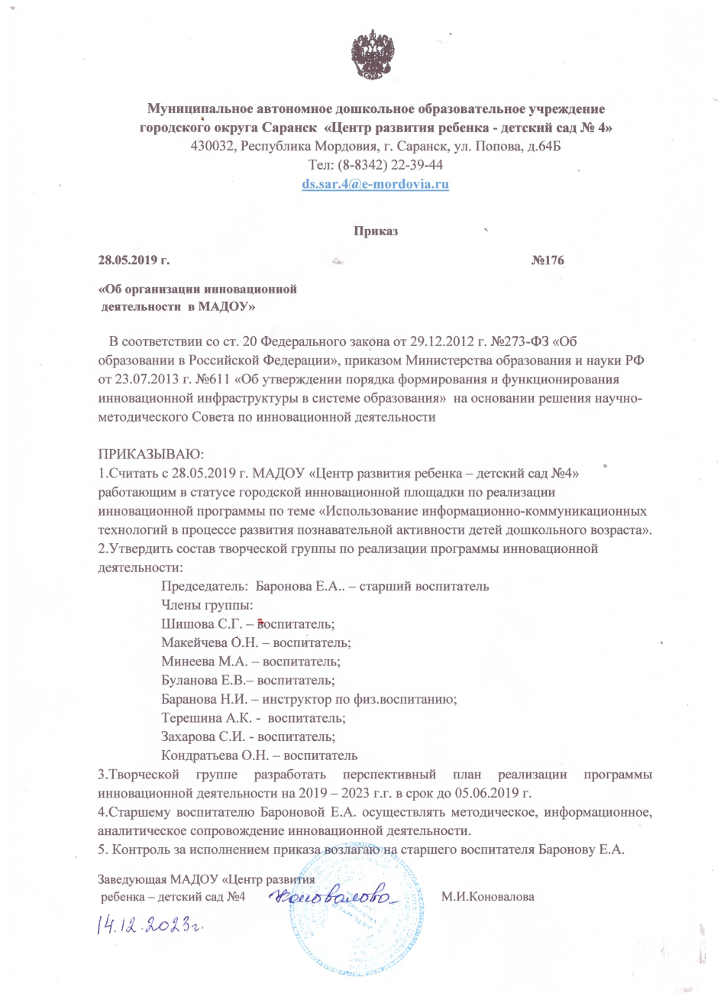 Муниципальное автономное дошкольное образовательное учреждение
городского округа Саранск «Центр развития ребенка - детский сад № 4»
430032, Республика Мордовия, г. Саранск, ул. Попова, д.64Б
Тел: (8-8342) 22-39-44
ds.sar.4@e-mordovia.ru
Приказ
28.05.2019 г. №176
«Об организации инновационной
деятельности в МАДОУ»
В соответствии со ст. 20 Федерального закона от 29.12.2012 г. №273-ФЗ «Об
образовании в Российской Федерации», приказом Министерства образования и науки РФ
от 23.07.2013 г. №611 «Об утверждении порядка формирования и функционирования
инновационной инфраструктуры в системе образования» на основании решения научно-
методического Совета по инновационной деятельности
ПРИКАЗЫВАЮ:
1.Считать с 28.05.2019 г. МАДОУ «Центр развития ребенка – детский сад №4»
работающим в статусе городской инновационной площадки по реализации
инновационной программы по теме «Использование информационно-коммуникационных
технологий в процессе развития познавательной активности детей дошкольного возраста».
2.Утвердить состав творческой группы по реализации программы инновационной
деятельности:
Председатель: Баронова Е.А.. – старший воспитатель
Члены группы:
Шишова С.Г. – воспитатель;
Макейчева О.Н. – воспитатель;
Минеева М.А. – воспитатель;
Буланова Е.В.– воспитатель;
Баранова Н.И. – инструктор по физ.воспитанию;
Терешина А.К. - воспитатель;
Захарова С.И. - воспитатель;
Кондратьева О.Н. – воспитатель
3.Творческой группе разработать перспективный план реализации программы
инновационной деятельности на 2019 – 2023 г.г. в срок до 05.06.2019 г.
4.Старшему воспитателю Бароновой Е.А. осуществлять методическое, информационное,
аналитическое сопровождение инновационной деятельности.
5. Контроль за исполнением приказа возлагаю на старшего воспитателя Баронову Е.А.
Заведующая МАДОУ «Центр развития
ребенка – детский сад №4 Коновалова М.И.Коновалова
14.12.2023г.